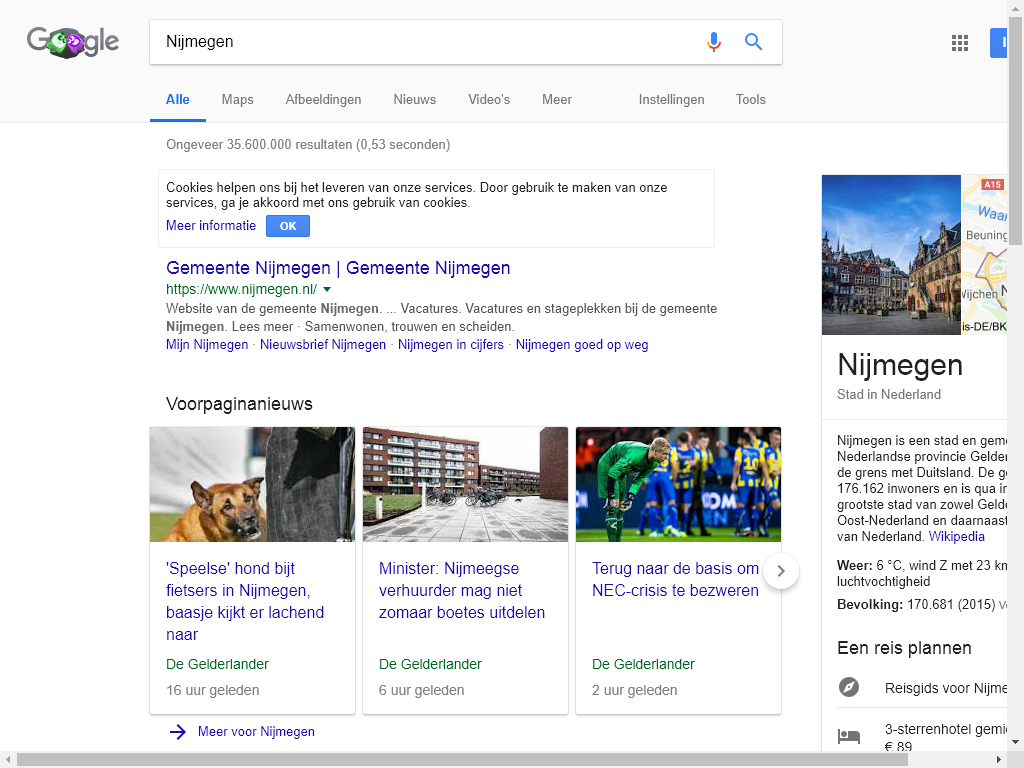 Google
Nijmegen
Alle Maps Afbeeldingen Nieuws Video's Meer Instellingen Tools
Ongeveer 35.600.000 resultaten (0,53 seconden)
Cookies helpen ons bij het leveren van onze services. Door gebruik te maken van onze
services, ga je akkoord met ons gebruik van cookies.
Meer informatie OK
Gemeente Nijmegen | Gemeente Nijmegen
https://www.nijmegen.nl/
Website van de gemeente Nijmegen. ... Vacatures. Vacatures en stageplekken bij de gemeente
Nijmegen. Lees meer · Samenwonen, trouwen en scheiden.
Mijn Nijmegen · Nieuwsbrief Nijmegen · Nijmegen in cijfers · Nijmegen goed op weg
Voorpaginanieuws
'Speelse' hond bijt
fietsers in Nijmegen,
baasje kijkt er lachend
naar
De Gelderlander
16 uur geleden
Minister: Nijmeegse
verhuurder mag niet
zomaar boetes uitdelen
De Gelderlander
6 uur geleden
Terug naar de basis om
NEC-crisis te bezweren
De Gelderlander
2 uur geleden
Meer voor Nijmegen
A15
Waa
Beuning
Wijchen N
is-DE/BK
Nijmegen
Stad in Nederland
Nijmegen is een stad en geme
Nederlandse provincie Gelder
de grens met Duitsland. De g
176.162 inwoners en is qua in
grootste stad van zowel Gelde
Oost-Nederland en daarnaast
van Nederland. Wikipedia
Weer: 6 °C, wind Z met 23 km
luchtvochtigheid
Bevolking: 170.681 (2015) V
Een reis plannen
Reisgids voor Nijme
3-sterrenhotel gemi
€ 89